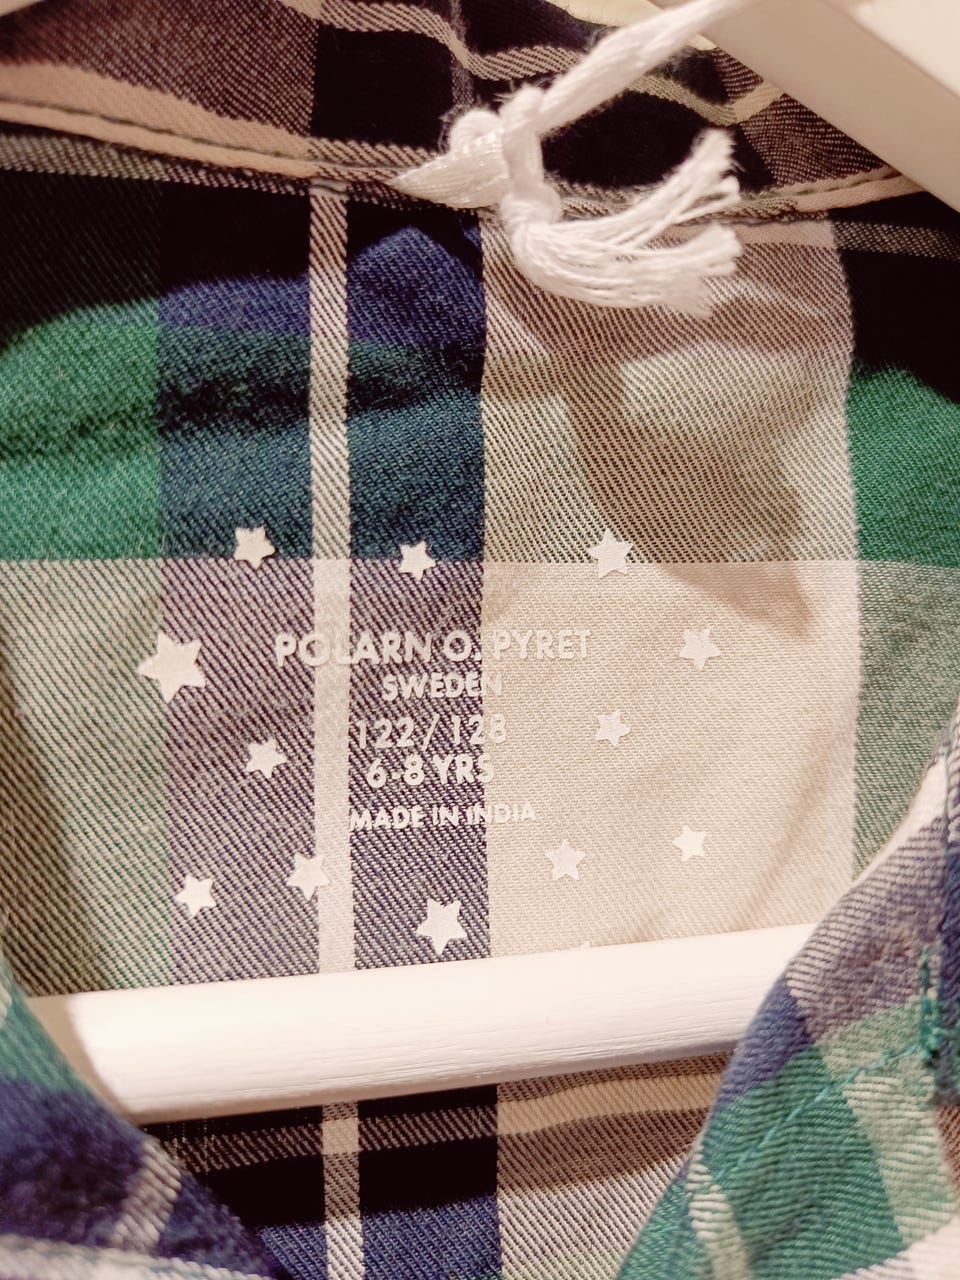 POLARN O. PYRET
SWEDEN
122/128
6-8 YRS
MADE IN INDIA